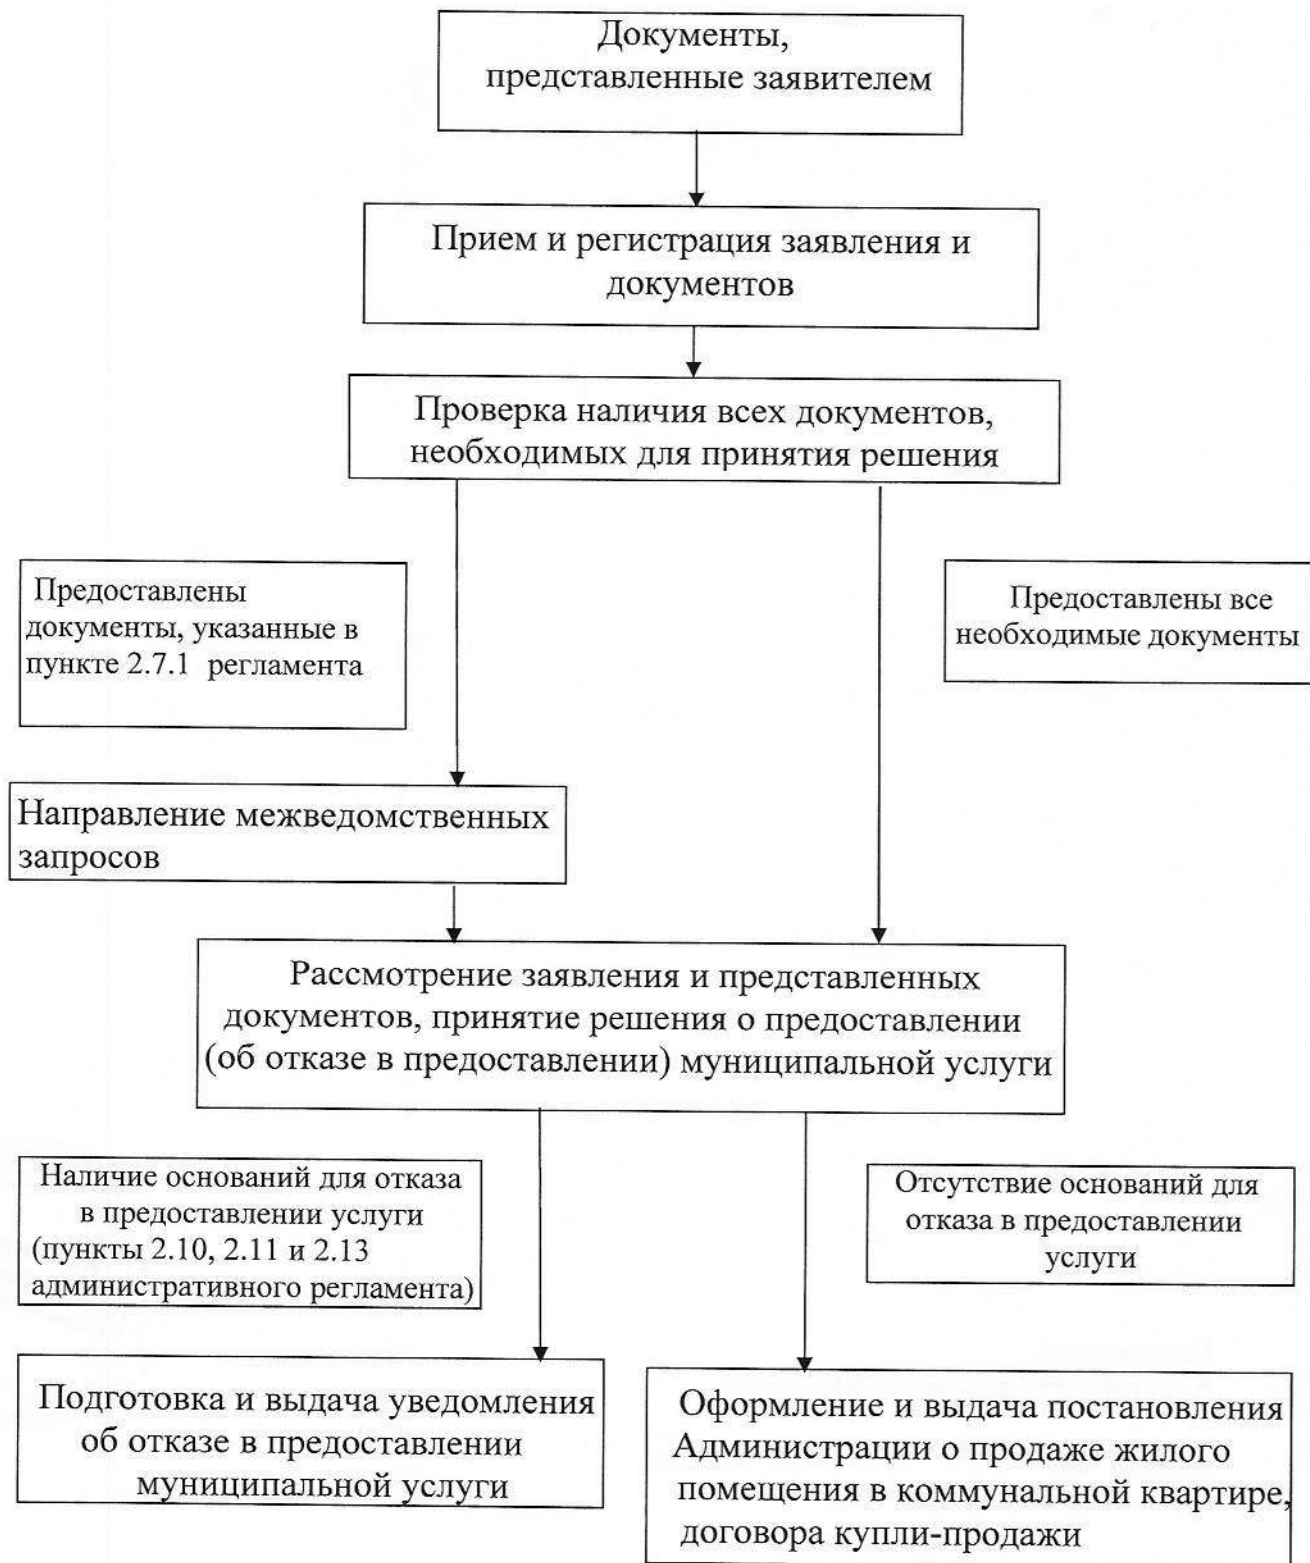 Документы,
представленные заявителем
Прием и регистрация заявления и
документов
Проверка наличия всех документов,
необходимых для принятия решения
Предоставлены
документы, указанные в
пункте 2.7.1 регламента
Предоставлены все
необходимые документы
Направление межведомственных
запросов
Рассмотрение заявления и представленных
документов, принятие решения о предоставлении
(об отказе в предоставлении) муниципальной услуги
Наличие оснований для отказа
в предоставлении услуги
(пункты 2.10, 2.11 и 2.13
административного регламента)
Отсутствие оснований для
отказа в предоставлении
услуги
Подготовка и выдача уведомления
об отказе в предоставлении
муниципальной услуги
Оформление и выдача постановления
Администрации о продаже жилого
помещения в коммунальной квартире,
договора купли-продажи